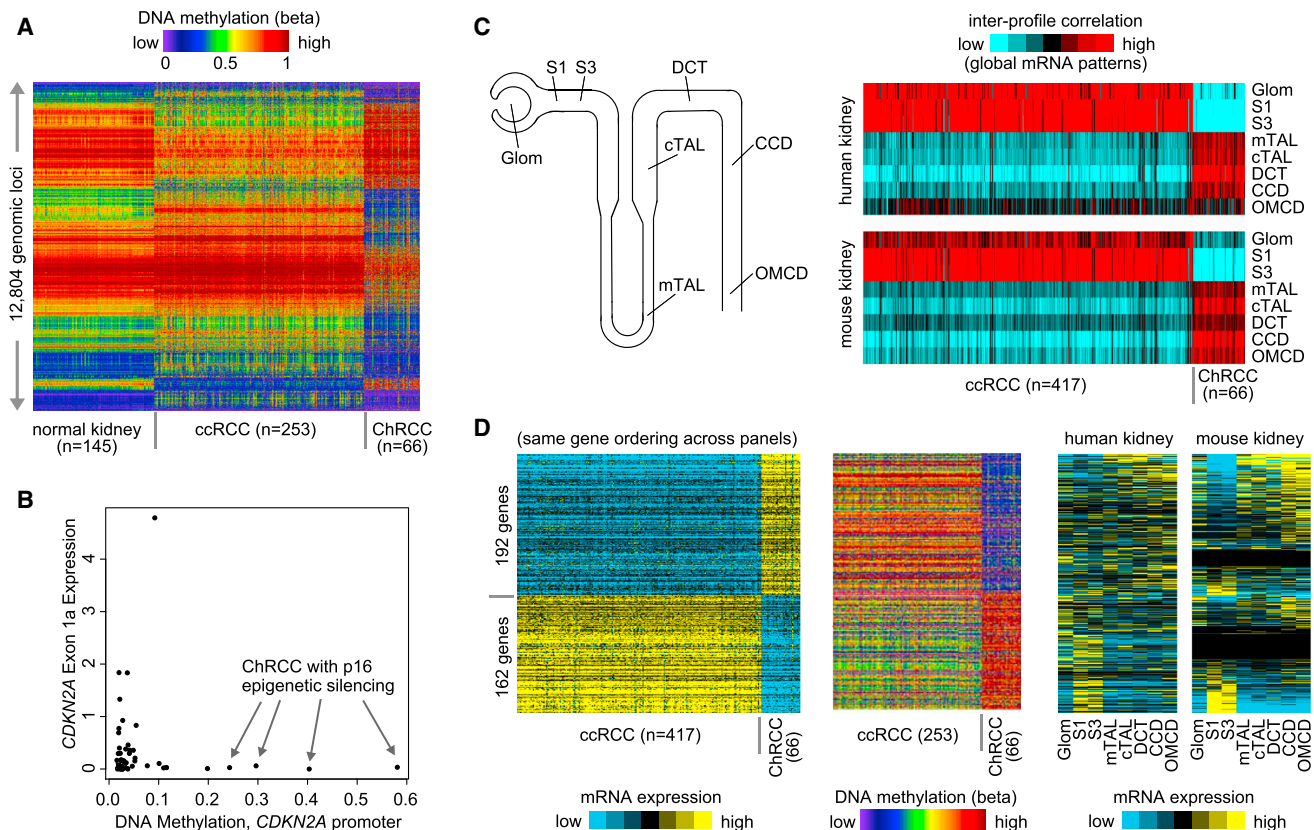 A
DNA methylation (beta)
low
high
0
0.5
1
12,804 genomic loci
normal kidney
(n=145)
ccRCC (n=253)
ChRCC
(n=66)
B
CDKN2A Exon 1a Expression
4
3
2
1
0
ChRCC with p16
epigenetic silencing
0.0
0.1
0.2
0.3
0.4
0.5
0.6
DNA Methylation, CDKN2A promoter
C
S1
S3
DCT
Glom
cTAL
CCD
mTAL
OMCD
inter-profile correlation
low
high
(global mRNA patterns)
human kidney
Glom
S1
S3
mTAL
cTAL
DCT
CCD
OMCD
mouse kidney
Glom
S1
S3
mTAL
cTAL
DCT
CCD
OMCD
ccRCC (n=417)
ChRCC
(n=66)
D
(same gene ordering across panels)
192 genes
162 genes
ccRCC (n=417)
ChRCC
(66)
mRNA expression
low
high
ccRCC (253)
ChRCC
(66)
DNA methylation (beta)
low
high
human kidney
mouse kidney
Glom
S1
S3
mTAL
cTAL
DCT
CCD
OMCD
Glom
S1
S3
mTAL
cTAL
DCT
CCD
OMCD
mRNA expression
low
high